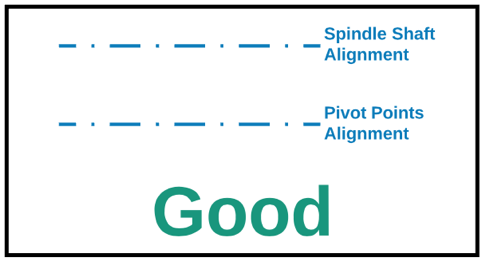 Spindle Shaft
Alignment
Pivot Points
Alignment
Good